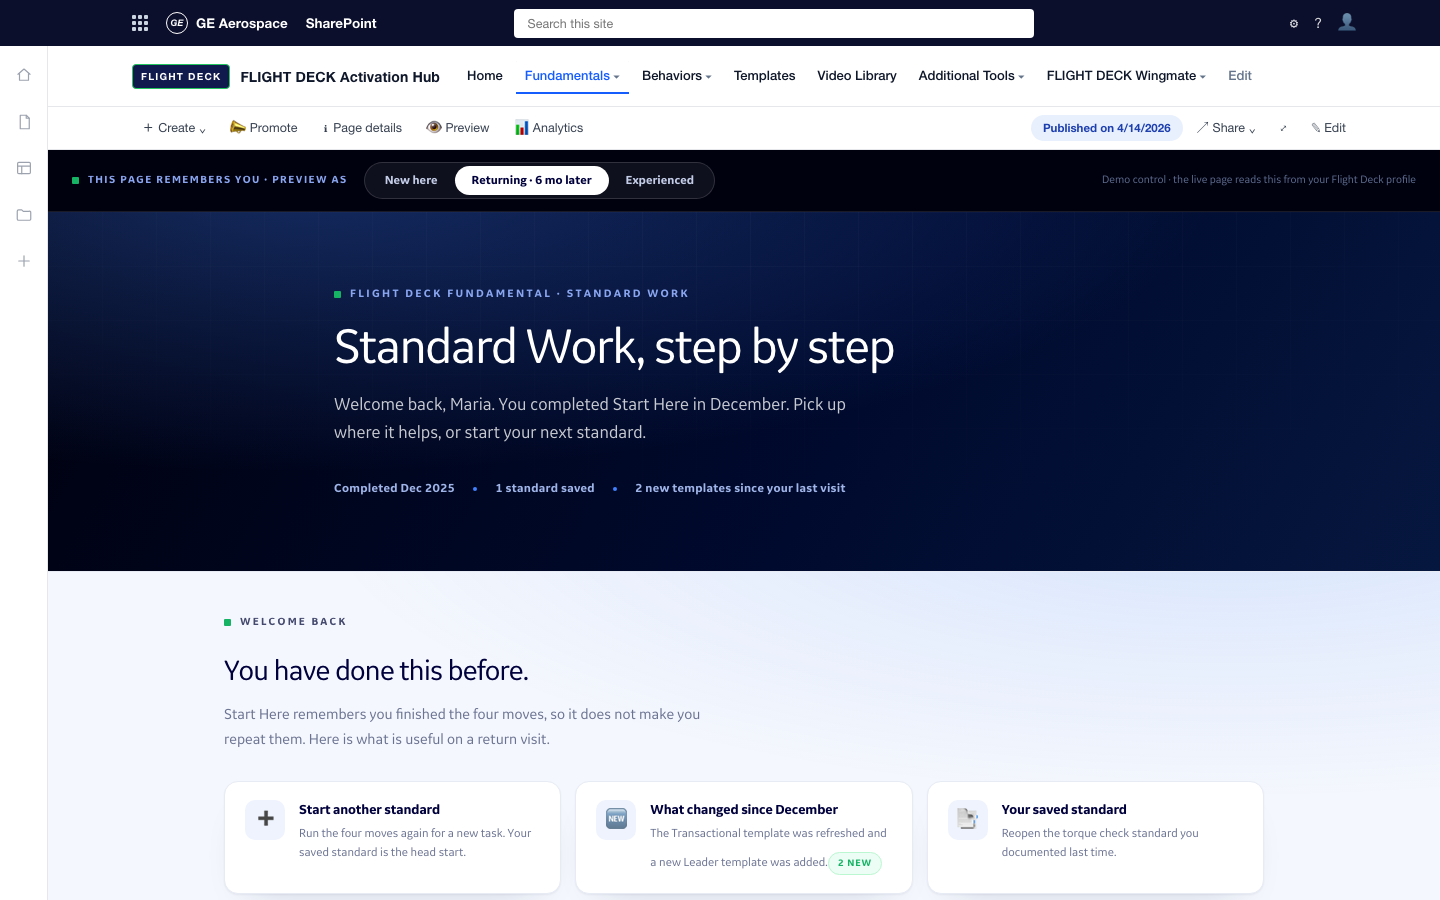 GE GE Aerospace SharePoint Search this site ?
FLIGHT DECK FLIGHT DECK Activation Hub Home Fundamentals Behaviors Templates Video Library Additional Tools FLIGHT DECK Wingmate Edit
+ Create Promote i Page details Preview Analytics Published on 4/14/2026 Share Edit
THIS PAGE REMEMBERS YOU · PREVIEW AS New here Returning · 6 mo later Experienced Demo control · the live page reads this from your Flight Deck profile
FLIGHT DECK FUNDAMENTAL · STANDARD WORK
Standard Work, step by step
Welcome back, Maria. You completed Start Here in December. Pick up
where it helps, or start your next standard.
Completed Dec 2025 • 1 standard saved • 2 new templates since your last visit
WELCOME BACK
You have done this before.
Start Here remembers you finished the four moves, so it does not make you
repeat them. Here is what is useful on a return visit.
Start another standard
Run the four moves again for a new task. Your
saved standard is the head start.
NEW
What changed since December
The Transactional template was refreshed and
a new Leader template was added. 2 NEW
Your saved standard
Reopen the torque check standard you
documented last time.